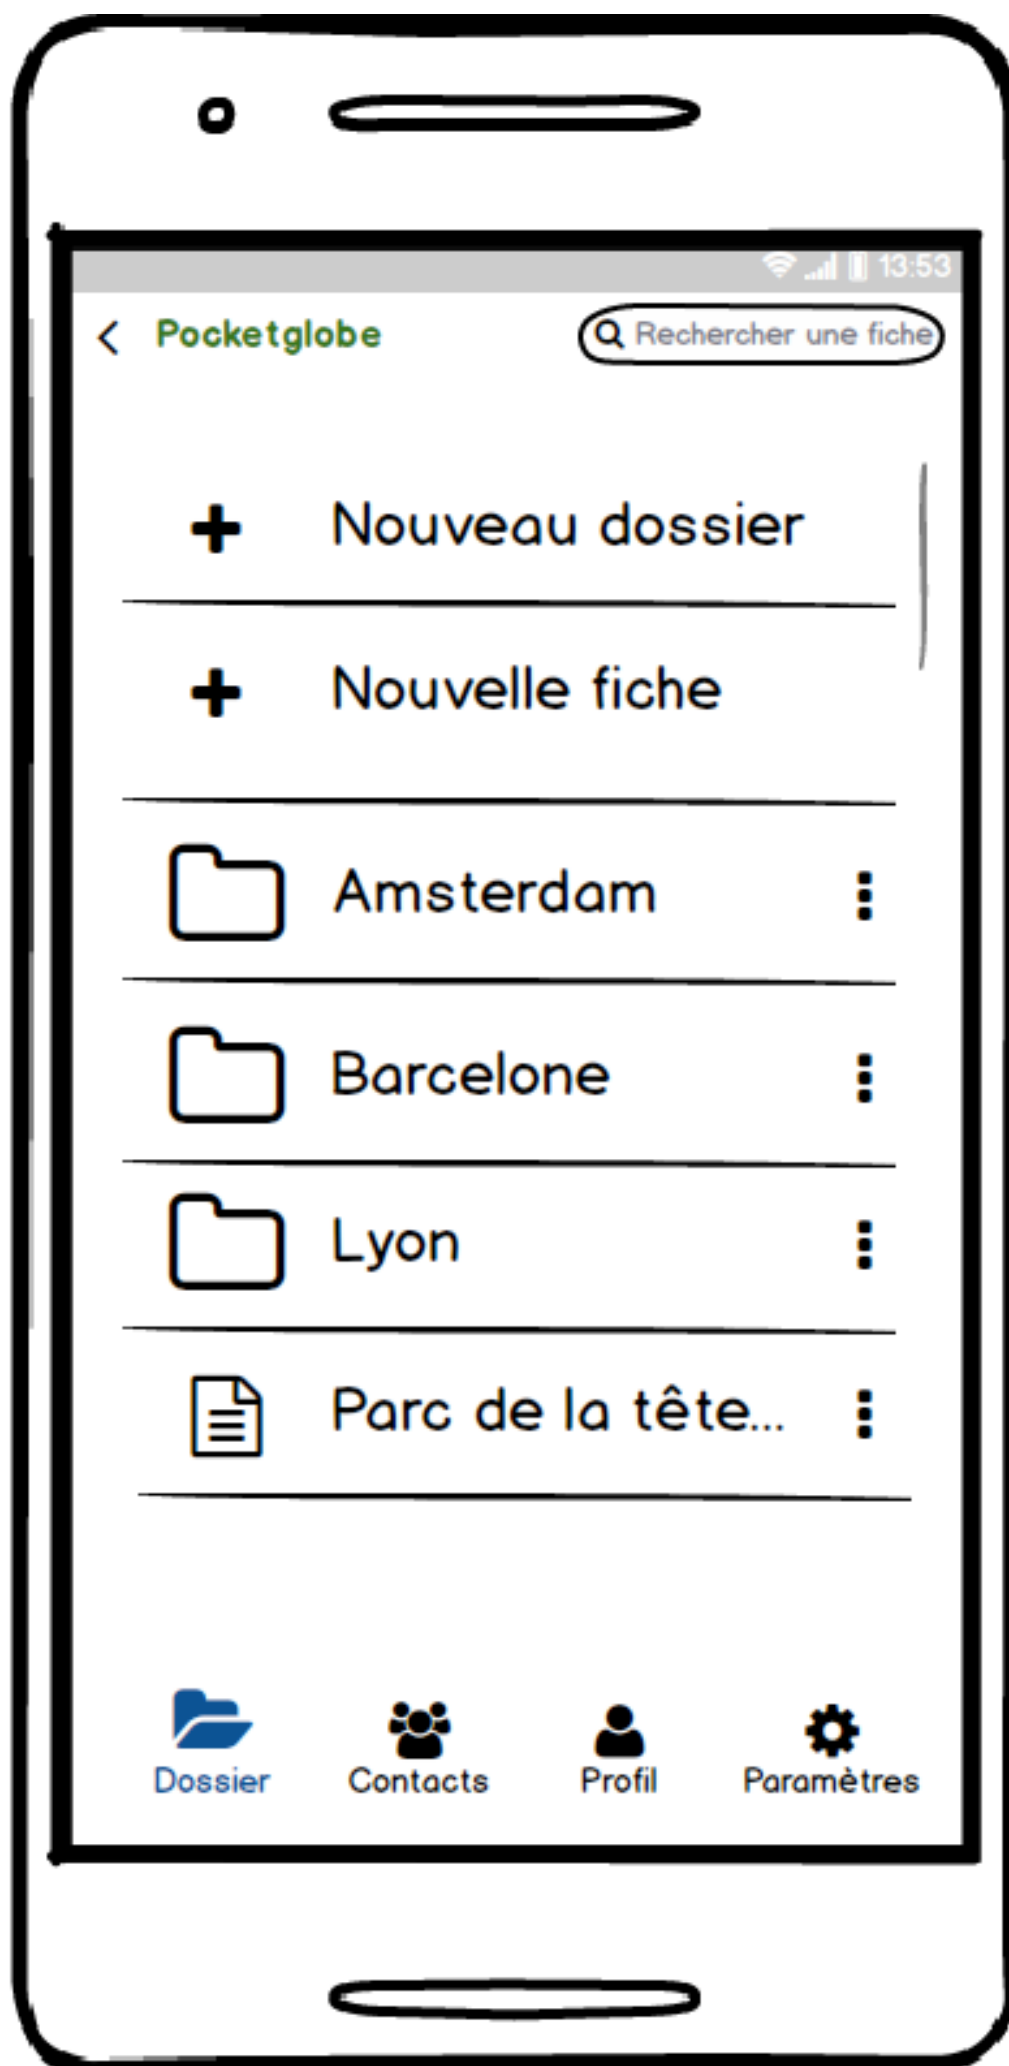 13:53
Pocketglobe
Rechercher une fiche
Nouveau dossier
Nouvelle fiche
Amsterdam
Barcelone
Lyon
Parc de la tête...
Dossier
Contacts
Profil
Paramètres